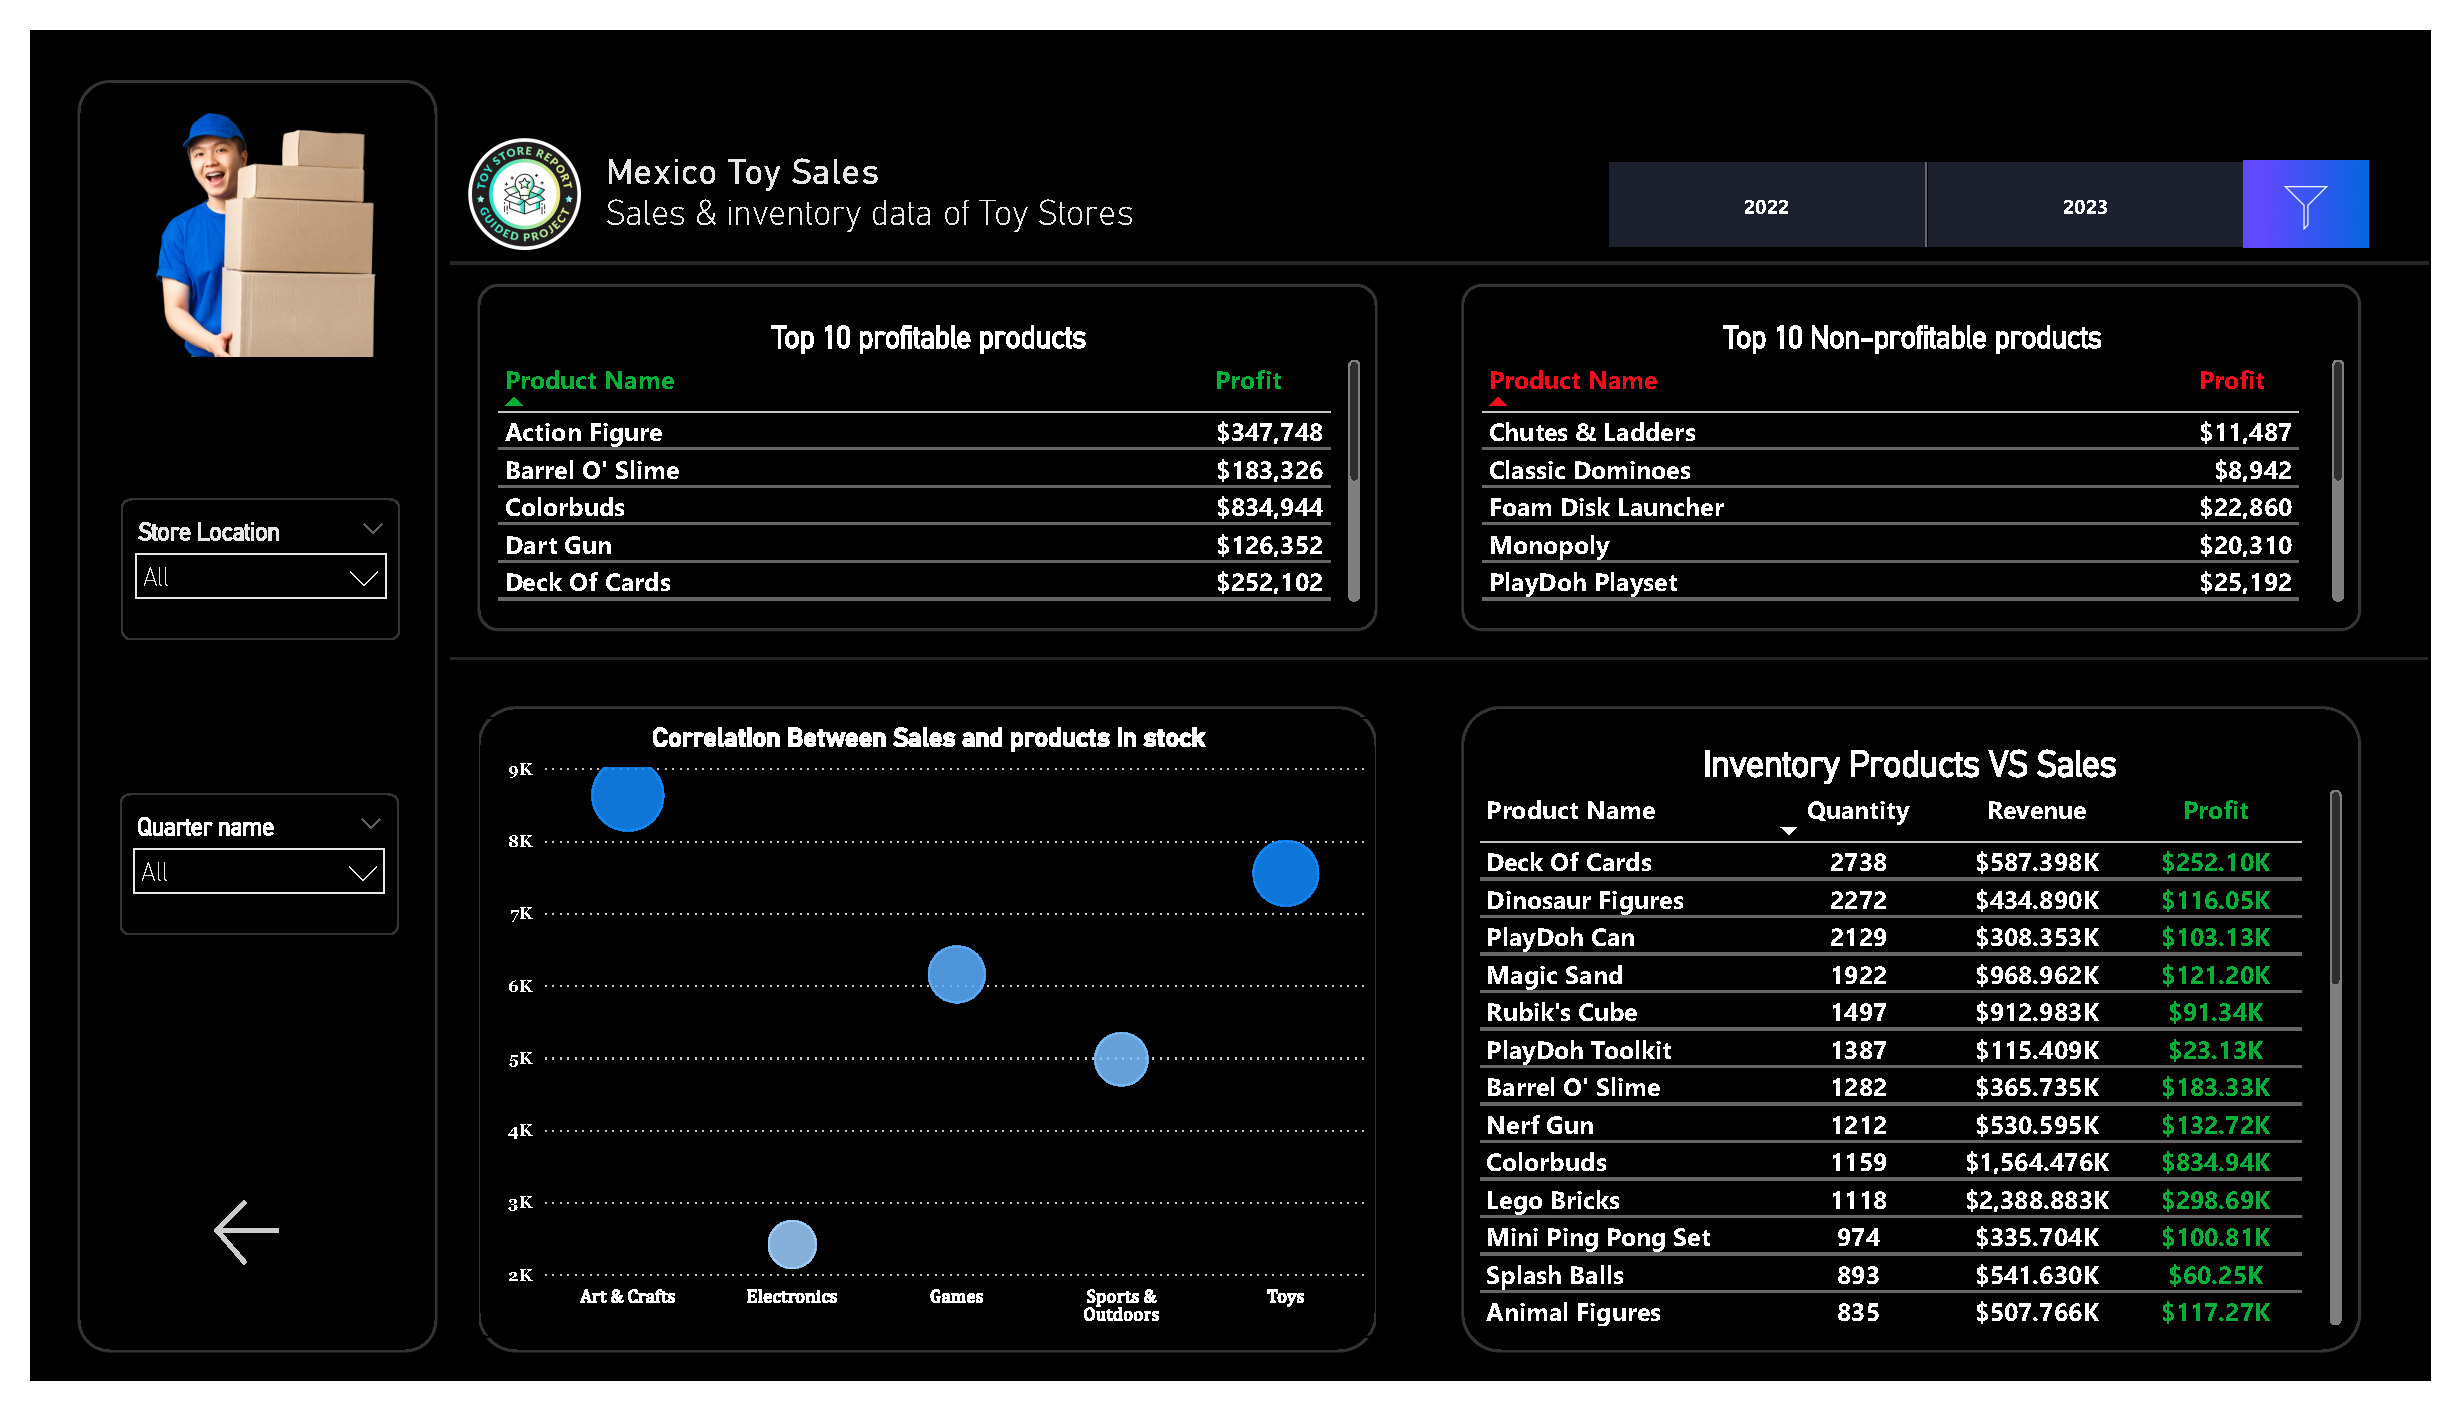 TOY STORE REPORT
GUIDED PROJECT
Mexico Toy Sales
Sales & inventory data of Toy Stores
2022 2023
Store Location
All
Quarter name
All
Top 10 profitable products
Product Name Profit
Action Figure $347,748
Barrel O' Slime $183,326
Colorbuds $834,944
Dart Gun $126,352
Deck Of Cards $252,102
Top 10 Non-profitable products
Product Name Profit
Chutes & Ladders $11,487
Classic Dominoes $8,942
Foam Disk Launcher $22,860
Monopoly $20,310
PlayDoh Playset $25,192
Correlation Between Sales and products in stock
9K
8K
7K
6K
5K
4K
3K
2K
Art & Crafts Electronics Games Sports & Toys
Outdoors
Inventory Products VS Sales
Product Name Quantity Revenue Profit
Deck Of Cards 2738 $587.398K $252.10K
Dinosaur Figures 2272 $434.890K $116.05K
PlayDoh Can 2129 $308.353K $103.13K
Magic Sand 1922 $968.962K $121.20K
Rubik's Cube 1497 $912.983K $91.34K
PlayDoh Toolkit 1387 $115.409K $23.13K
Barrel O' Slime 1282 $365.735K $183.33K
Nerf Gun 1212 $530.595K $132.72K
Colorbuds 1159 $1,564.476K $834.94K
Lego Bricks 1118 $2,388.883K $298.69K
Mini Ping Pong Set 974 $335.704K $100.81K
Splash Balls 893 $541.630K $60.25K
Animal Figures 835 $507.766K $117.27K